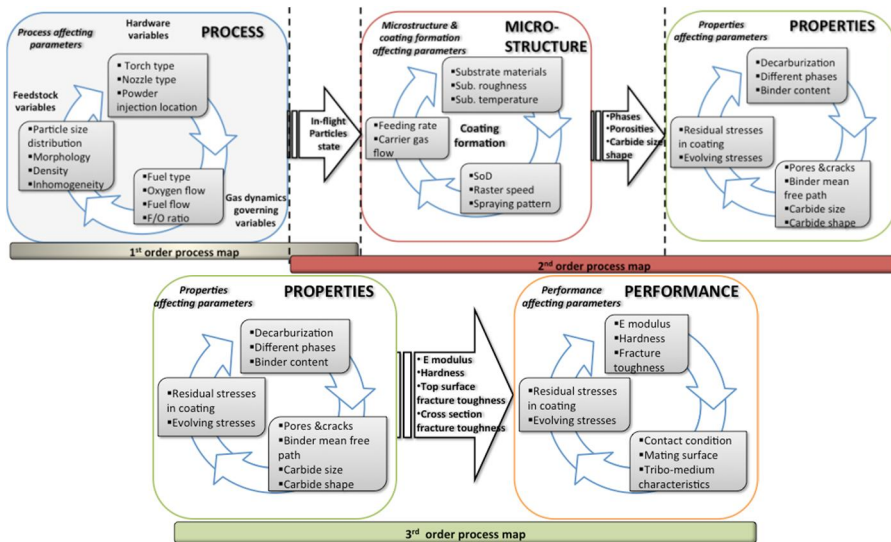 Process affecting
parameters
Hardware
variables
PROCESS
▪ Torch type
▪ Nozzle type
▪ Powder
injection location
Feedstock
variables
▪ Particle size
distribution
▪ Morphology
▪ Density
▪ Inhomogeneity
▪ Fuel type
▪ Oxygen flow
▪ Fuel flow
▪ F/O ratio
Gas dynamics
governing
variables
In-flight
Particles
state
Microstructure &
coating formation
affecting parameters
MICRO-
STRUCTURE
▪ Substrate materials
▪ Sub. roughness
▪ Sub. temperature
▪ Feeding rate
▪ Carrier gas
flow
Coating
formation
▪ SoD
▪ Raster speed
▪ Spraying pattern
▪Phases
▪Porosities
▪Carbide size,
shape
Properties
affecting parameters
PROPERTIES
▪ Decarburization
▪ Different phases
▪ Binder content
▪ Residual stresses
in coating
▪ Evolving stresses
▪ Pores &cracks
▪ Binder mean
free path
▪ Carbide size
▪ Carbide shape
1st order process map
2nd order process map
Properties
affecting parameters
PROPERTIES
▪ Decarburization
▪ Different phases
▪ Binder content
▪ Residual stresses
in coating
▪ Evolving stresses
▪ Pores &cracks
▪ Binder mean free
path
▪ Carbide size
▪ Carbide shape
• E modulus
• Hardness
• Top surface
fracture toughness
• Cross section
fracture toughness
Performance
affecting parameters
PERFORMANCE
▪ E modulus
▪ Hardness
▪ Fracture
toughness
▪ Residual stresses
in coating
▪ Evolving stresses
▪ Contact condition
▪ Mating surface
▪ Tribo-medium
characteristics
3rd order process map